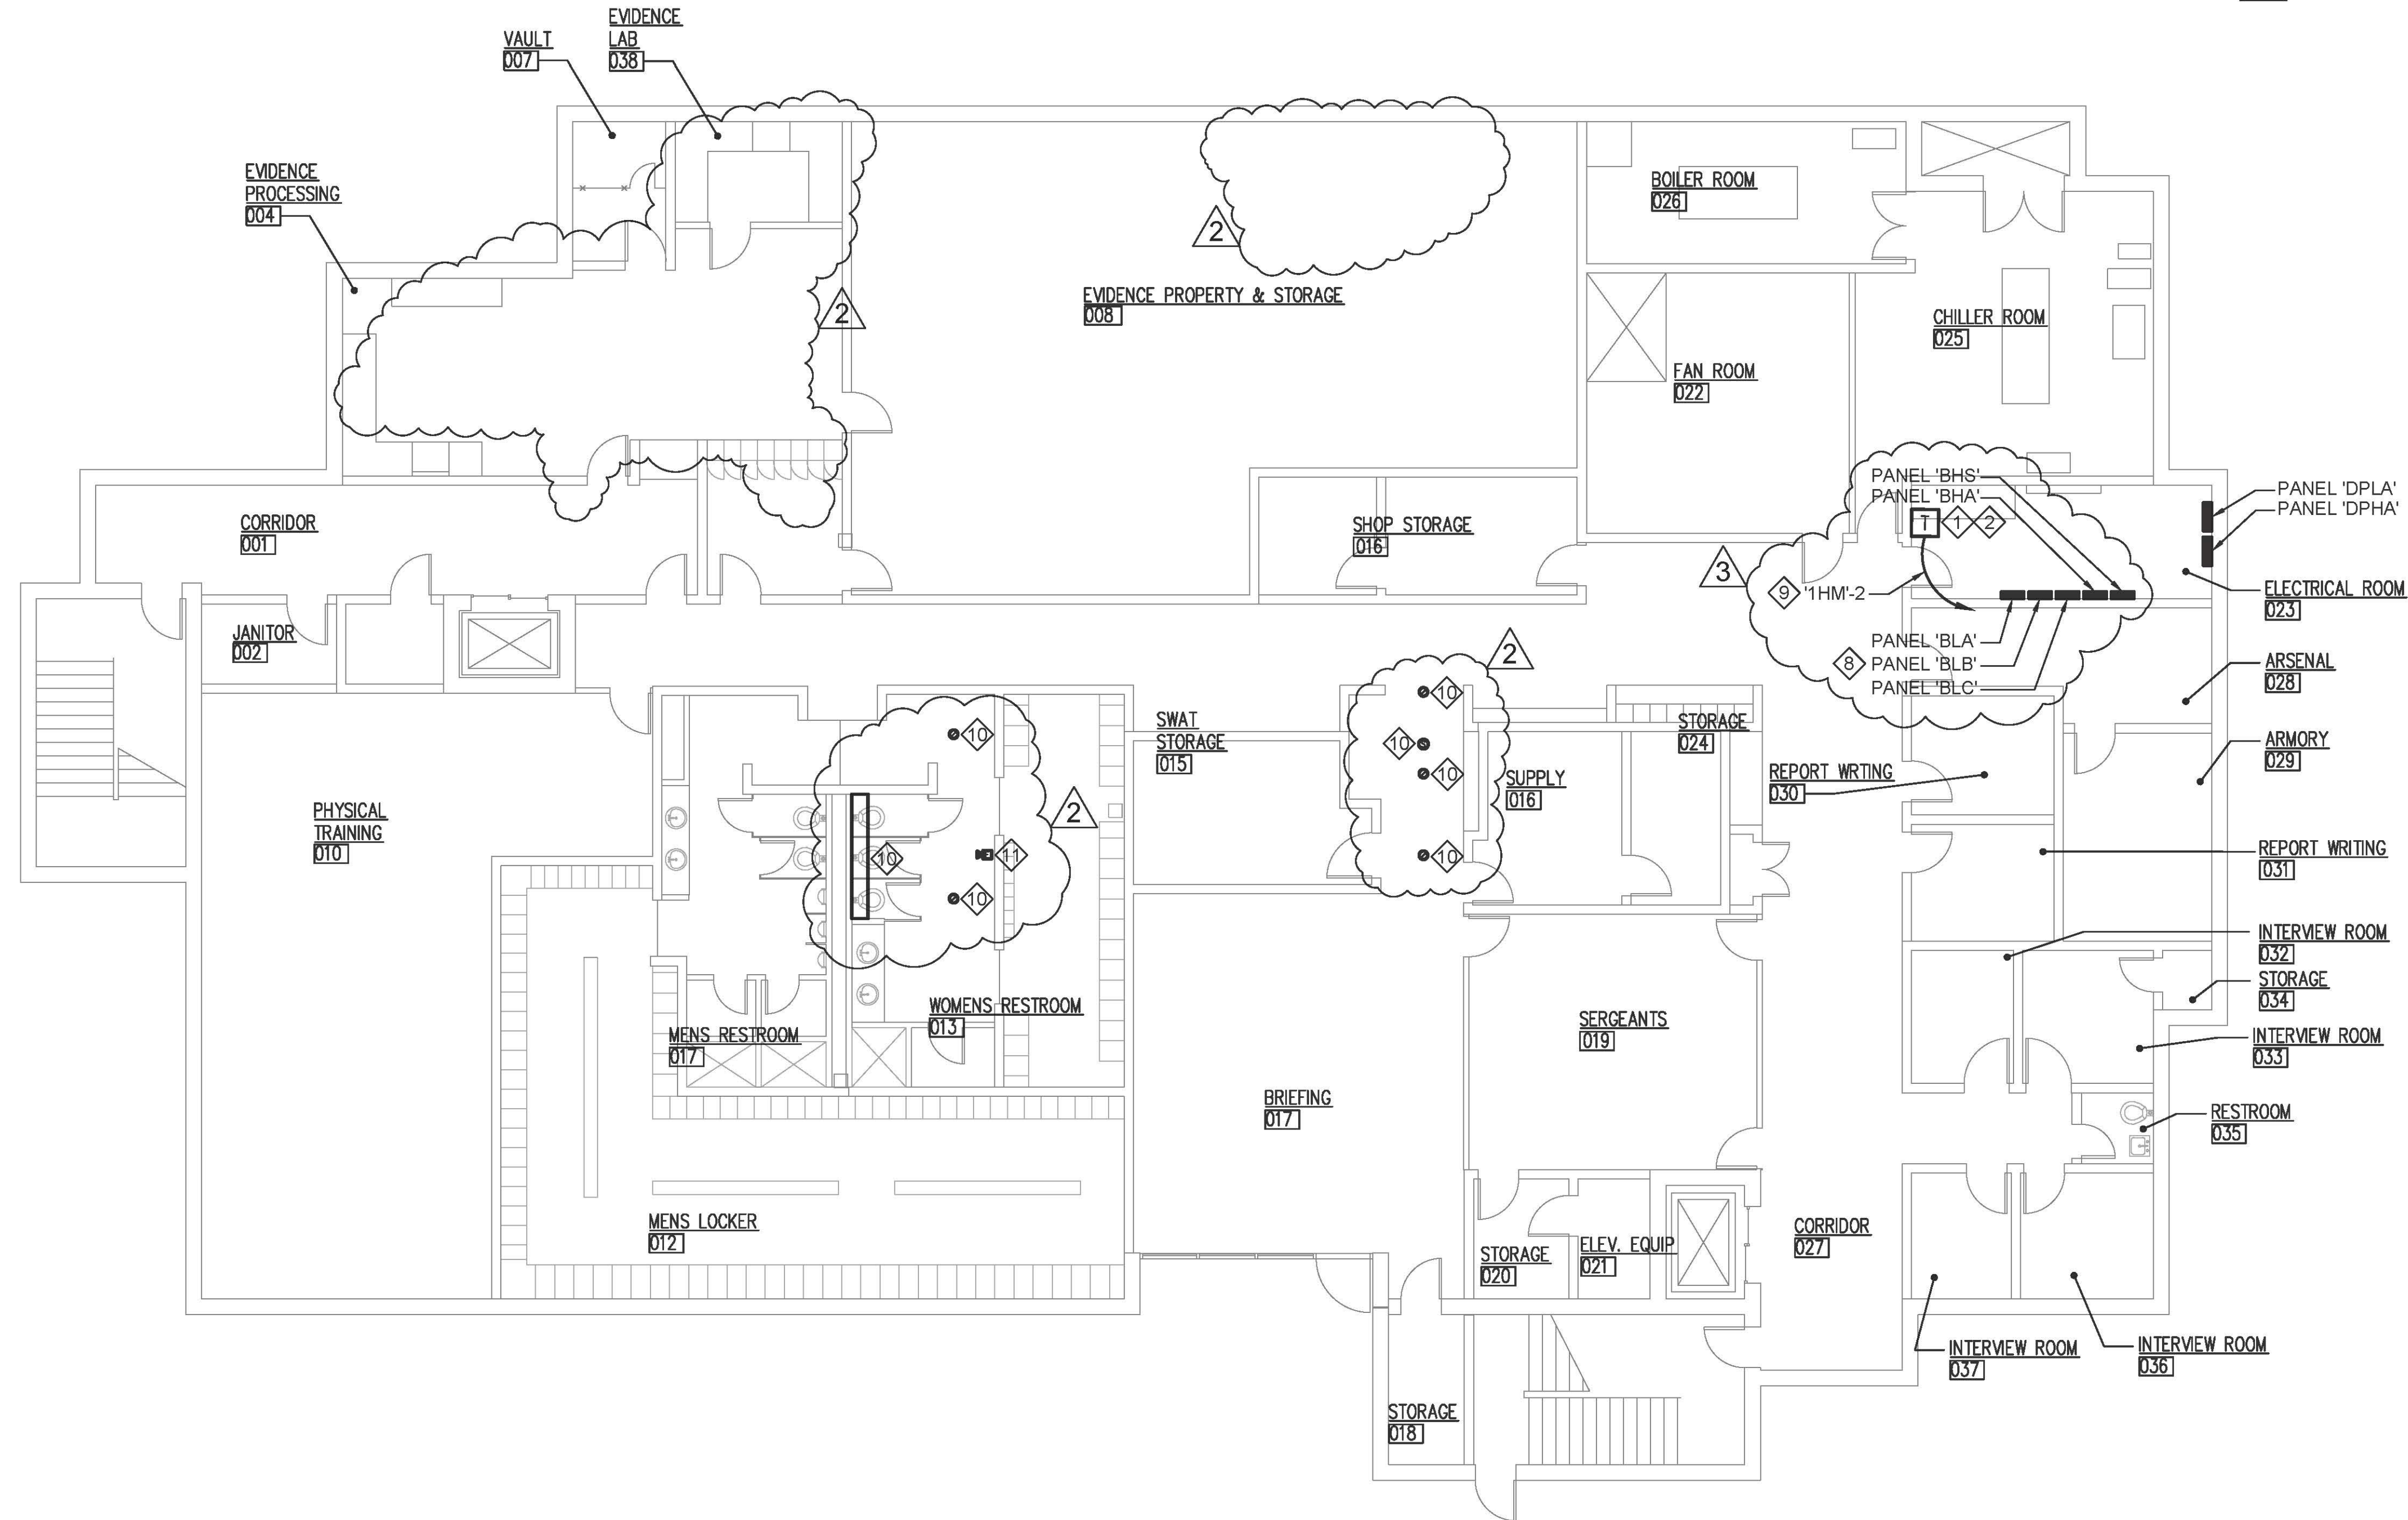 EVIDENCE
LAB
038
VAULT
007
EVIDENCE
PROCESSING
004
2
2
EVIDENCE PROPERTY & STORAGE
008
BOILER ROOM
026
CHILLER ROOM
025
FAN ROOM
022
PANEL 'BHS'
PANEL 'BHA'
T 1 2
PANEL 'DPLA'
PANEL 'DPHA'
CORRIDOR
001
SHOP STORAGE
016
3
9 '1HM'-2
ELECTRICAL ROOM
023
JANITOR
002
PANEL 'BLA'
8 PANEL 'BLB'
PANEL 'BLC'
2
ARSENAL
028
10
10
10
10
SWAT
STORAGE
015
STORAGE
024
ARMORY
029
10
REPORT WRTING
030
SUPPLY
016
2
PHYSICAL
TRAINING
010
10
11
10
REPORT WRITING
031
INTERVIEW ROOM
032
STORAGE
034
WOMENS RESTROOM
013
MENS RESTROOM
017
SERGEANTS
019
INTERVIEW ROOM
033
BRIEFING
017
RESTROOM
035
MENS LOCKER
012
STORAGE
020
ELEV. EQUIP
021
CORRIDOR
027
INTERVIEW ROOM
037
INTERVIEW ROOM
036
STORAGE
018